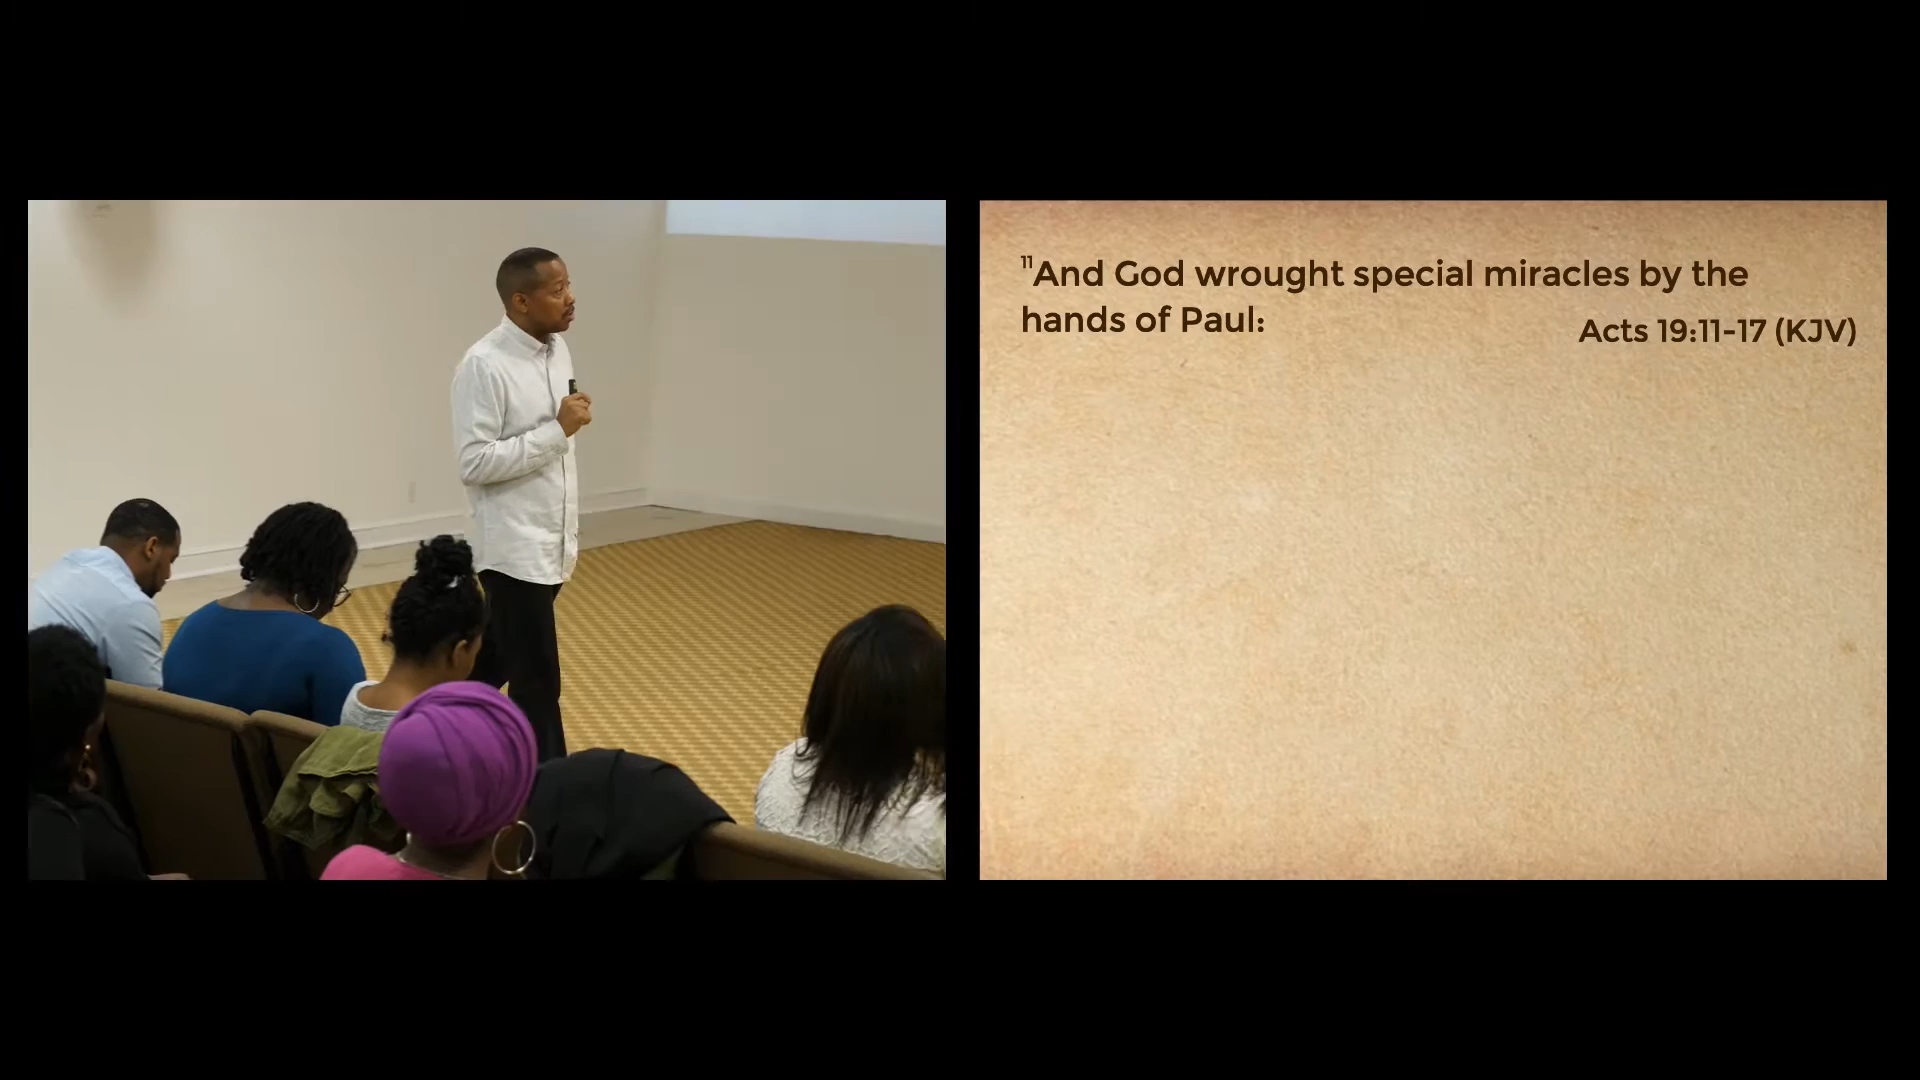 ¹¹And God wrought special miracles by the
hands of Paul:
Acts 19:11-17 (KJV)